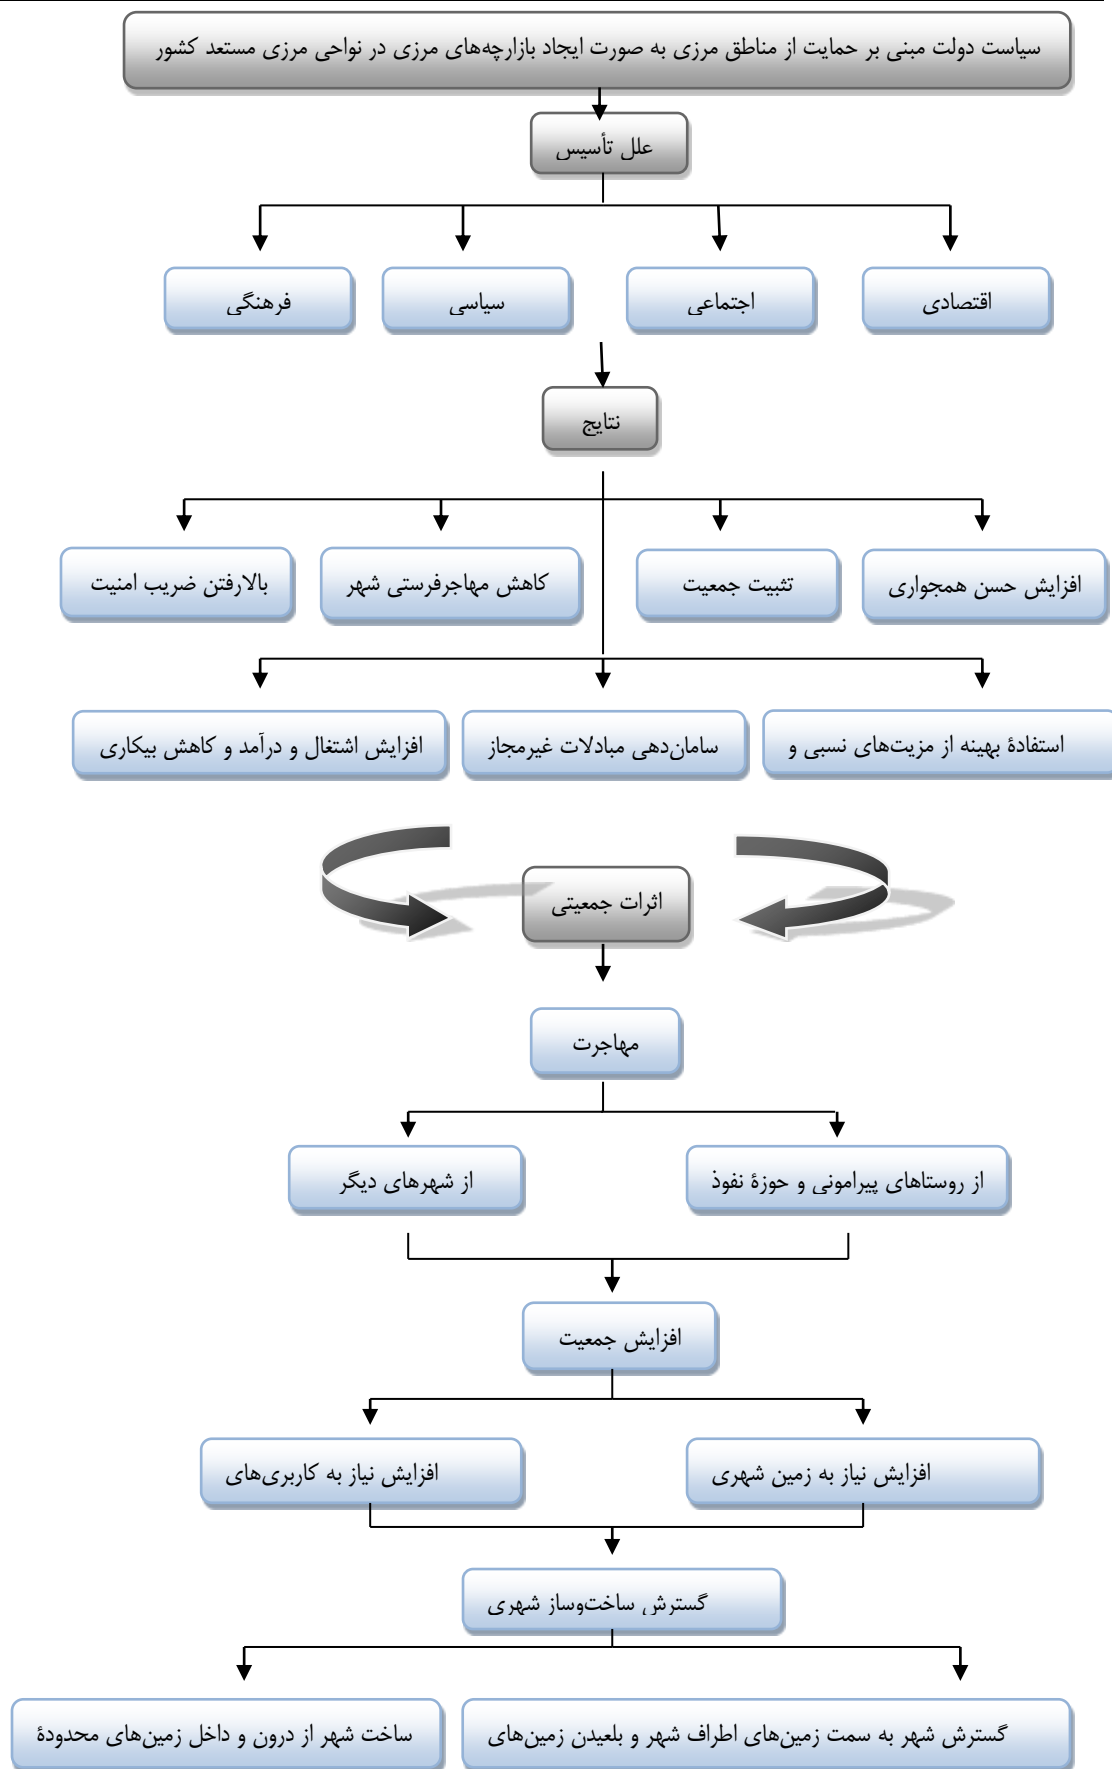 سیاست دولت مبنی بر حمایت از مناطق مرزی به صورت ایجاد بازارچه‌های مرزی در نواحی مرزی مستعد کشور
علل تأسیس
اقتصادی
اجتماعی
سیاسی
فرهنگی
نتایج
افزایش حسن همجواری
تثبیت جمعیت
کاهش مهاجرفرستی شهر
بالارفتن ضریب امنیت
استفادهٔ بهینه از مزیت‌های نسبی و
سامان‌دهی مبادلات غیرمجاز
افزایش اشتغال و درآمد و کاهش بیکاری
اثرات جمعیتی
مهاجرت
از روستاهای پیرامونی و حوزهٔ نفوذ
از شهرهای دیگر
افزایش جمعیت
افزایش نیاز به زمین شهری
افزایش نیاز به کاربری‌های
گسترش ساخت‌وساز شهری
گسترش شهر به سمت زمین‌های اطراف شهر و بلعیدن زمین‌های
ساخت شهر از درون و داخل زمین‌های محدودهٔ